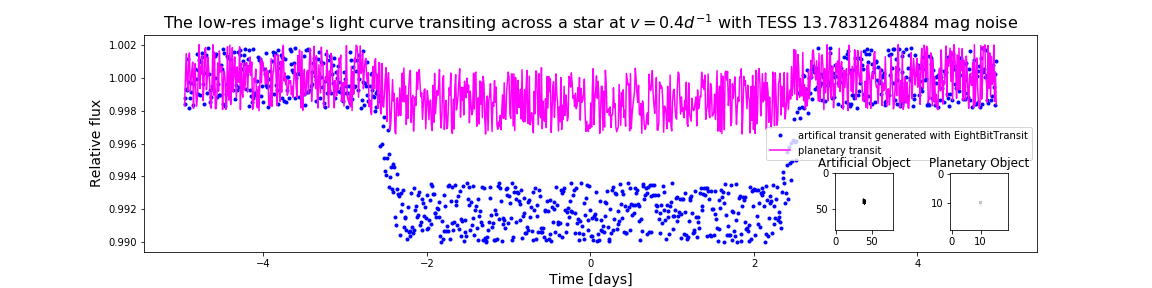 The low-res image's light curve transiting across a star at v = 0.4d⁻¹ with TESS 13.7831264884 mag noise
Relative flux
1.002
1.000
0.998
0.996
0.994
0.992
0.990
artifical transit generated with EightBitTransit
planetary transit
Artificial Object
Planetary Object
0
50
0
50
0
10
0
10
−4
−2
0
2
4
Time [days]